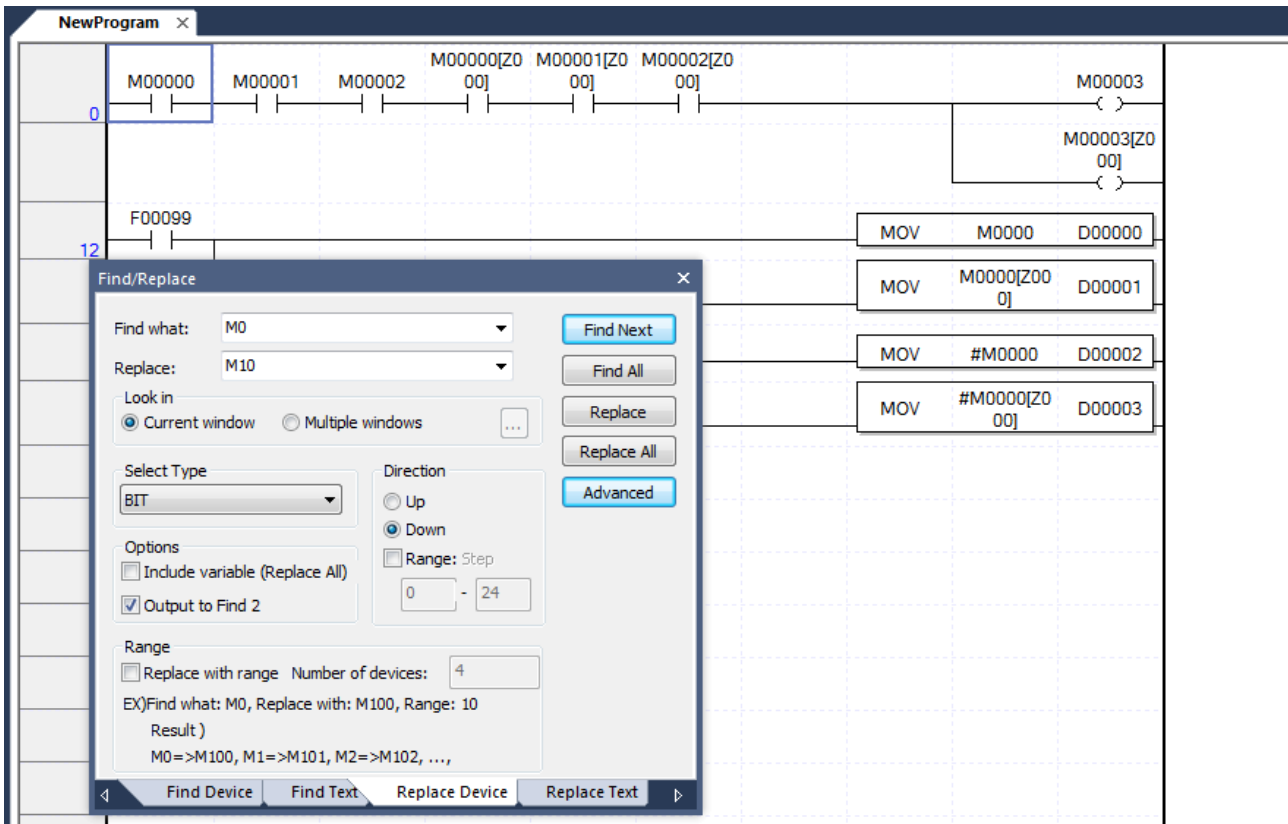 NewProgram
M00000 M00001 M00002 M00000[Z0 M00001[Z0 M00002[Z0 M00003
00] 00] 00]
0
M00003[Z0
00]
F00099
12
MOV M0000 D00000
MOV M0000[Z00 D00001
0]
MOV #M0000 D00002
MOV #M0000[Z0 D00003
00]
Find/Replace
Find what: M0 Find Next
Replace: M10 Find All
Look in
Current window Multiple windows ... Replace
Replace All
Select Type Direction
BIT Up Advanced
Down
Options
Include variable (Replace All) Range: Step
Output to Find 2 0 - 24
Range
Replace with range Number of devices: 4
EX)Find what: M0, Replace with: M100, Range: 10
Result )
M0=>M100, M1=>M101, M2=>M102, ...,
Find Device Find Text Replace Device Replace Text